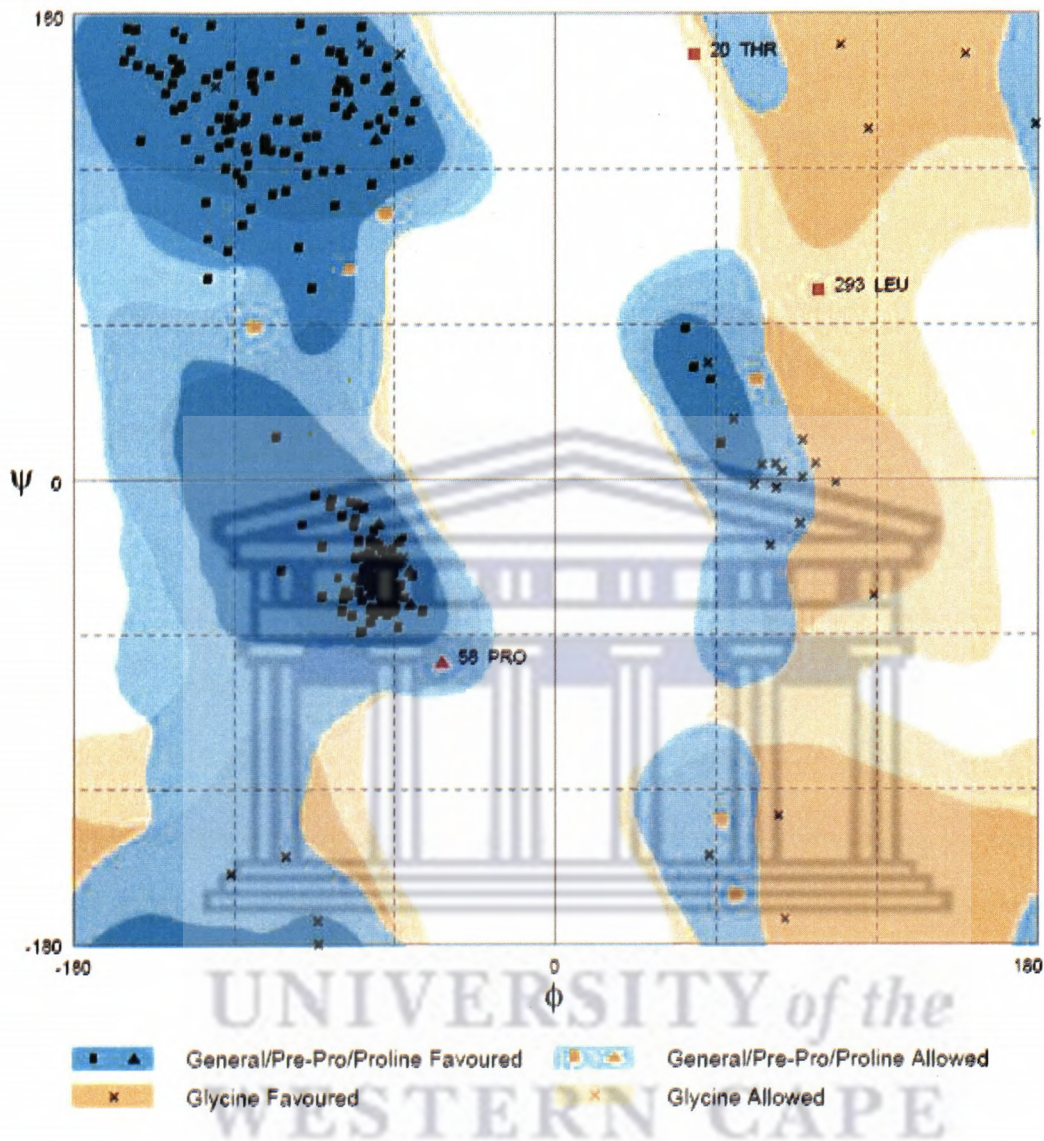 180
20 THR
293 LEU
ψ 0
58 PRO
-180
-180 0 180
ϕ
UNIVERSITY of the
General/Pre-Pro/Proline Favoured General/Pre-Pro/Proline Allowed
Glycine Favoured Glycine Allowed
WESTERN CAPE